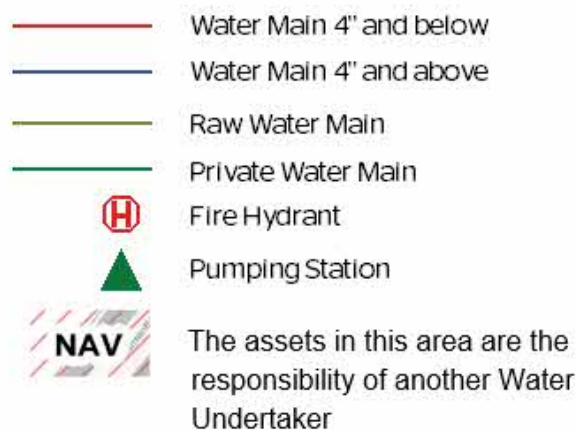 Water Main 4" and below
Water Main 4" and above
Raw Water Main
Private Water Main
H
Fire Hydrant
Pumping Station
NAV
The assets in this area are the
responsibility of another Water
Undertaker